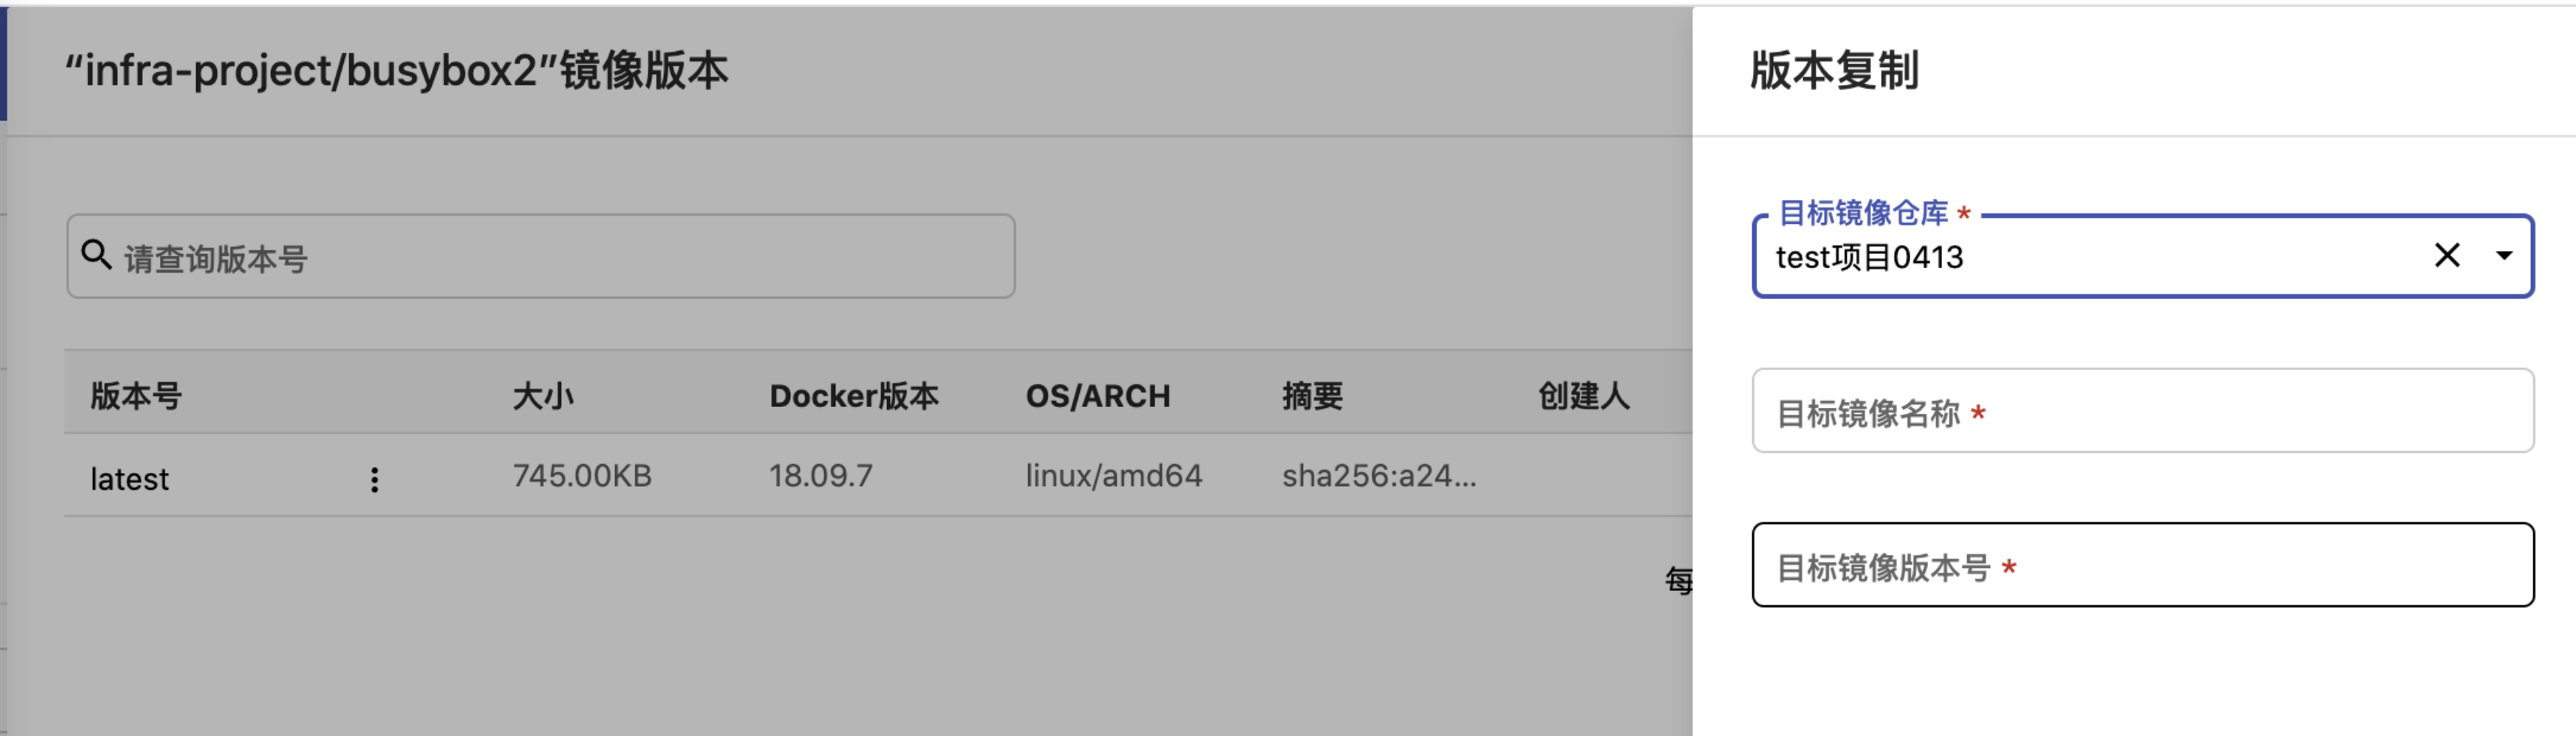 “infra-project/busybox2”镜像版本
请查询版本号
版本号 大小 Docker版本 OS/ARCH 摘要 创建人
latest 745.00KB 18.09.7 linux/amd64 sha256:a24...
每
版本复制
目标镜像仓库 *
test项目0413
目标镜像名称 *
目标镜像版本号 *